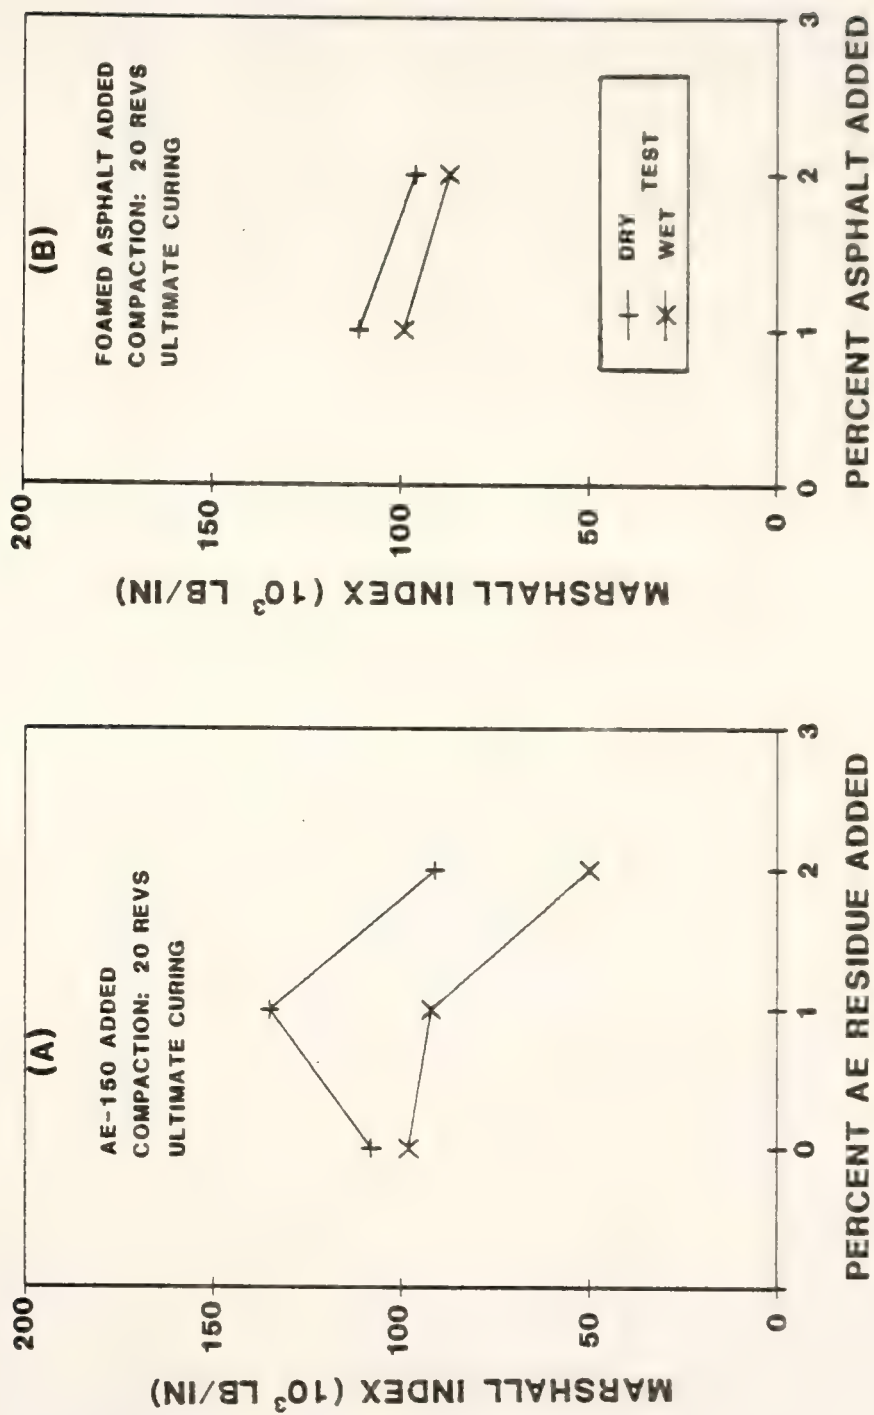 (A)
AE-150 ADDED
COMPACTION: 20 REVS
ULTIMATE CURING
MARSHALL INDEX (10³ LB/IN)
200
150
100
50
0
0 1 2 3
PERCENT AE RESIDUE ADDED
(B)
FOAMED ASPHALT ADDED
COMPACTION: 20 REVS
ULTIMATE CURING
MARSHALL INDEX (10³ LB/IN)
200
150
100
50
0
DRY
WET
TEST
0 1 2 3
PERCENT ASPHALT ADDED